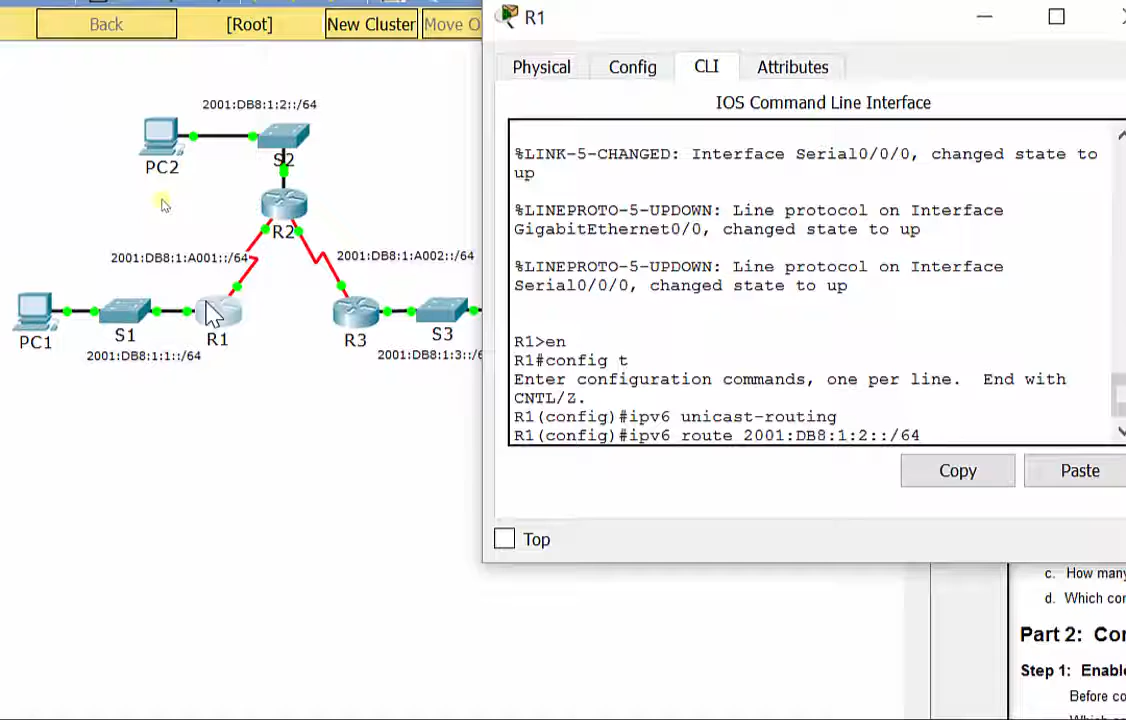 Back
[Root]
New Cluster
Move O
R1
Physical
Config
CLI
Attributes
IOS Command Line Interface
%LINK-5-CHANGED: Interface Serial0/0/0, changed state to
up
%LINEPROTO-5-UPDOWN: Line protocol on Interface
GigabitEthernet0/0, changed state to up
%LINEPROTO-5-UPDOWN: Line protocol on Interface
Serial0/0/0, changed state to up
R1>en
R1#config t
Enter configuration commands, one per line.  End with
CNTL/Z.
R1(config)#ipv6 unicast-routing
R1(config)#ipv6 route 2001:DB8:1:2::/64
Copy
Paste
Top
2001:DB8:1:2::/64
PC2
S2
R2
2001:DB8:1:A001::/64
2001:DB8:1:A002::/64
PC1
S1
R1
R3
S3
2001:DB8:1:1::/64
2001:DB8:1:3::/6
c. How many
d. Which con
Part 2: Co
Step 1: Enabl
Before co